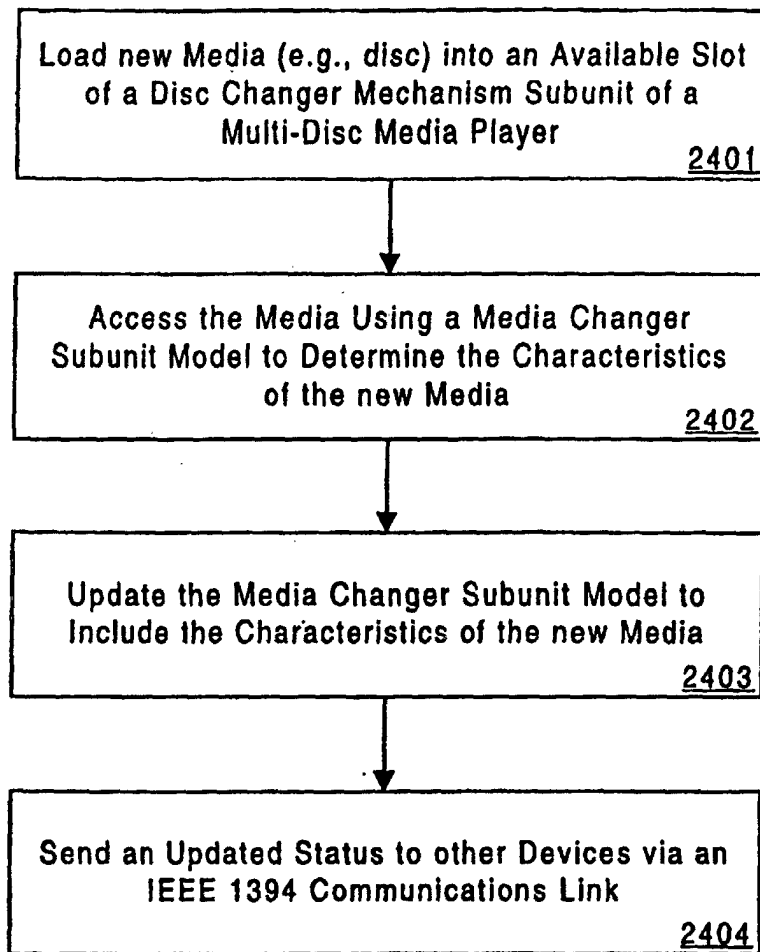 Load new Media (e.g., disc) into an Available Slot
of a Disc Changer Mechanism Subunit of a
Multi-Disc Media Player
2401
Access the Media Using a Media Changer
Subunit Model to Determine the Characteristics
of the new Media
2402
Update the Media Changer Subunit Model to
Include the Characteristics of the new Media
2403
Send an Updated Status to other Devices via an
IEEE 1394 Communications Link
2404